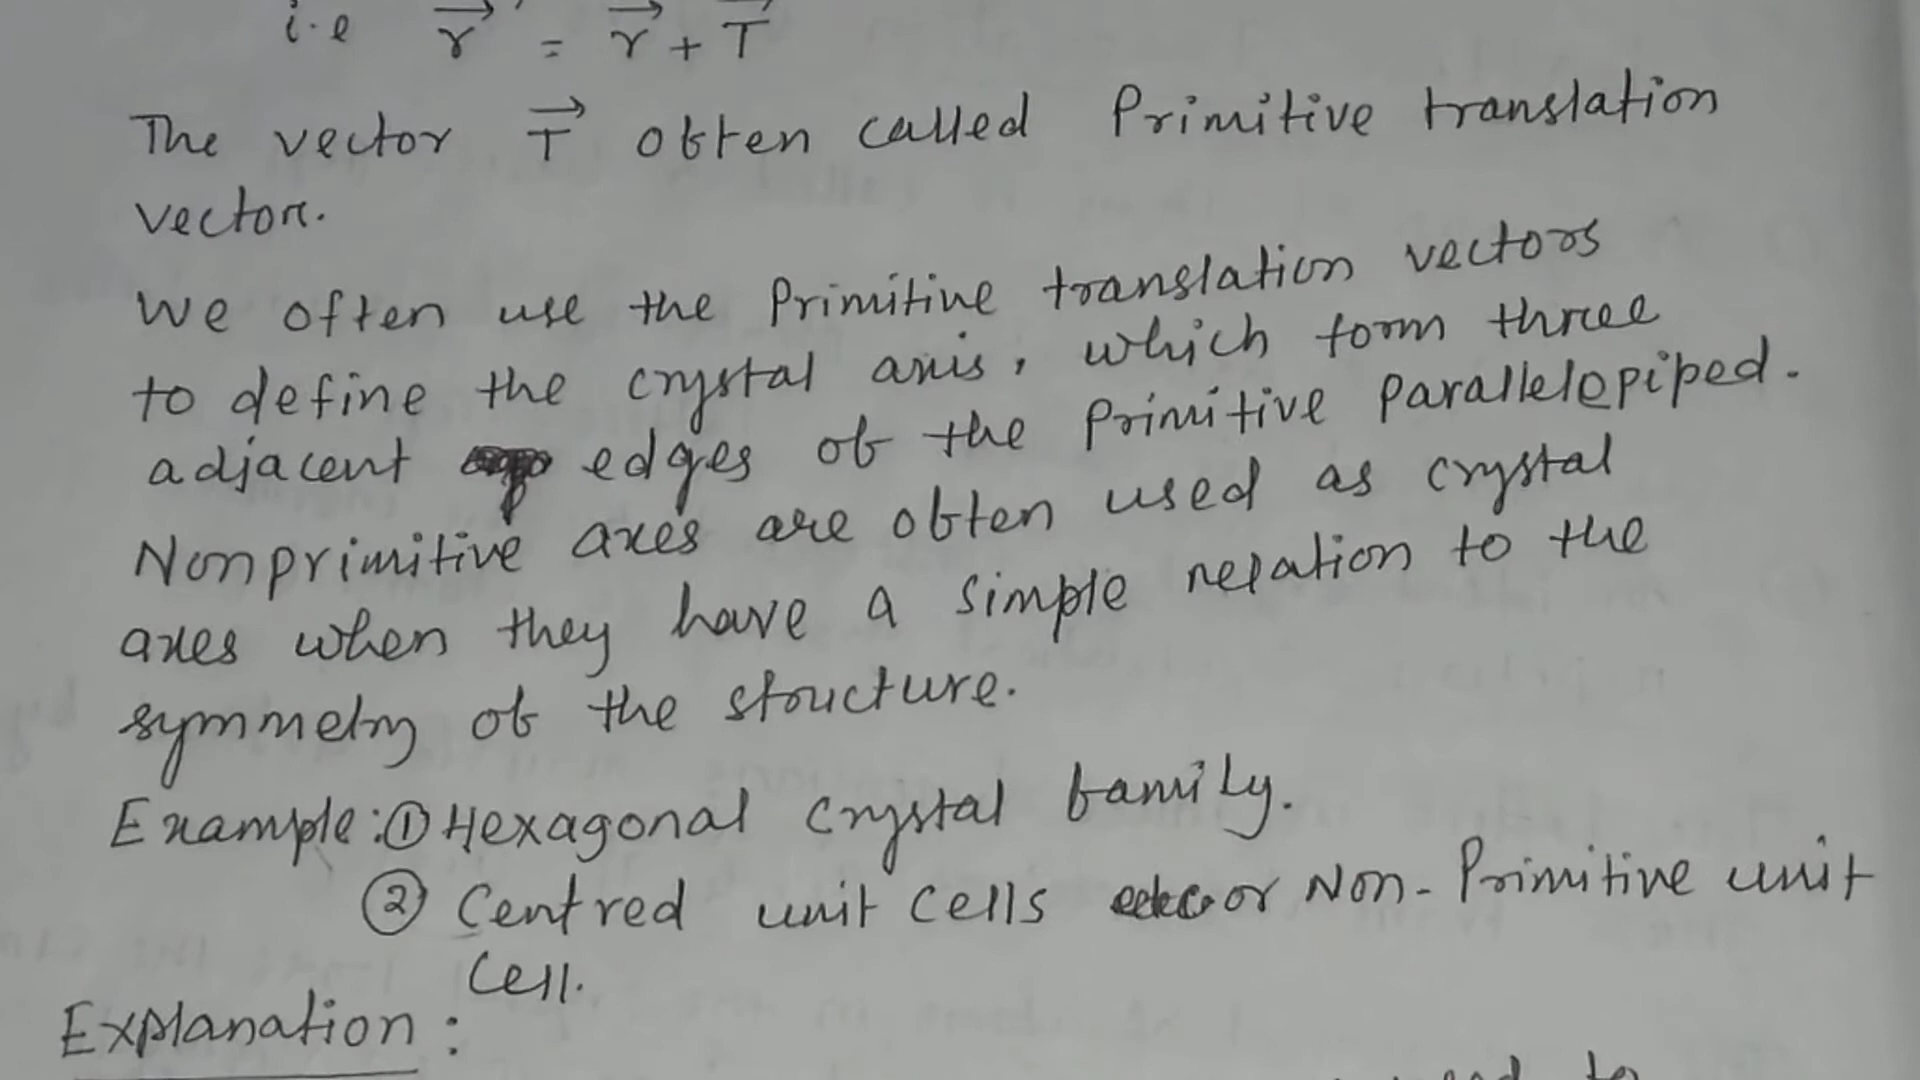 i.e r⃗' = r⃗ + T⃗
The vector T⃗ often called Primitive translation
vector.
We often use the Primitive translation vectors
to define the crystal axis, which form three
adjacent edges of the Primitive parallelopiped.
Nonprimitive axes are often used as crystal
axes when they have a simple relation to the
symmetry of the structure.
Example: ① Hexagonal crystal family.
② Centred unit cells or Non-Primitive unit
Cell.
Explanation:
to